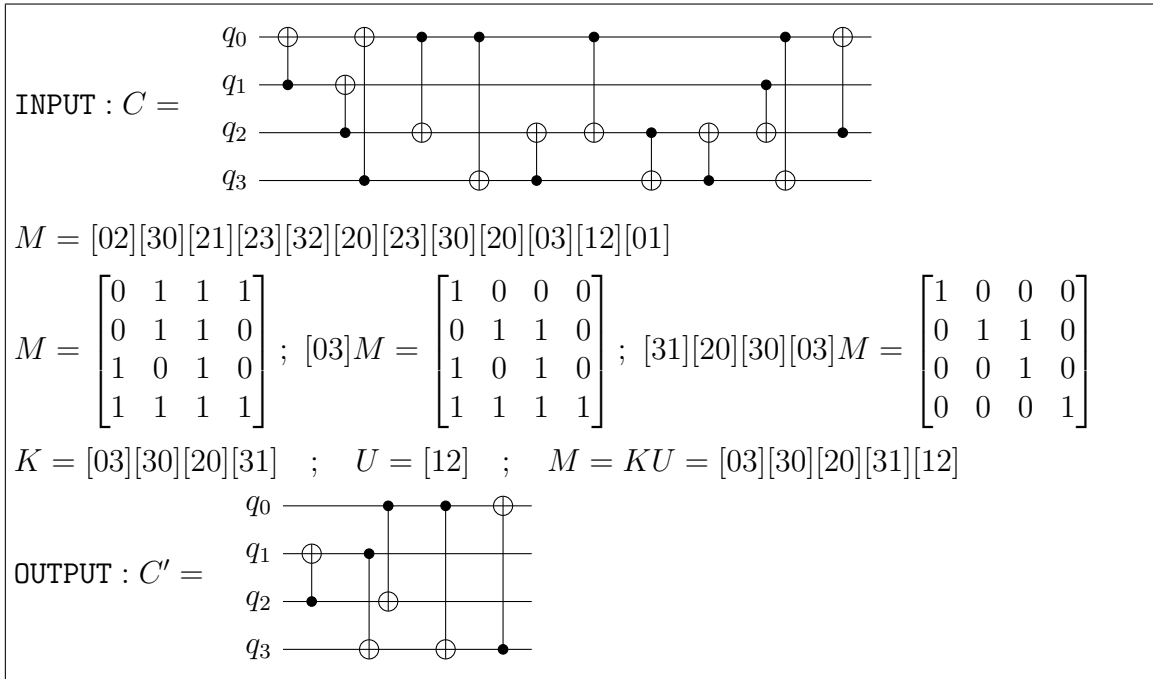 q₀
q₁
INPUT : C =
q₂
q₃
M = [02][30][21][23][32][20][23][30][20][03][12][01]
M = [0 1 1 1; 0 1 1 0; 1 0 1 0; 1 1 1 1] ; [03]M = [1 0 0 0; 0 1 1 0; 1 0 1 0; 1 1 1 1] ; [31][20][30][03]M = [1 0 0 0; 0 1 1 0; 0 0 1 0; 0 0 0 1]
K = [03][30][20][31] ; U = [12] ; M = KU = [03][30][20][31][12]
q₀
q₁
OUTPUT : C′ =
q₂
q₃